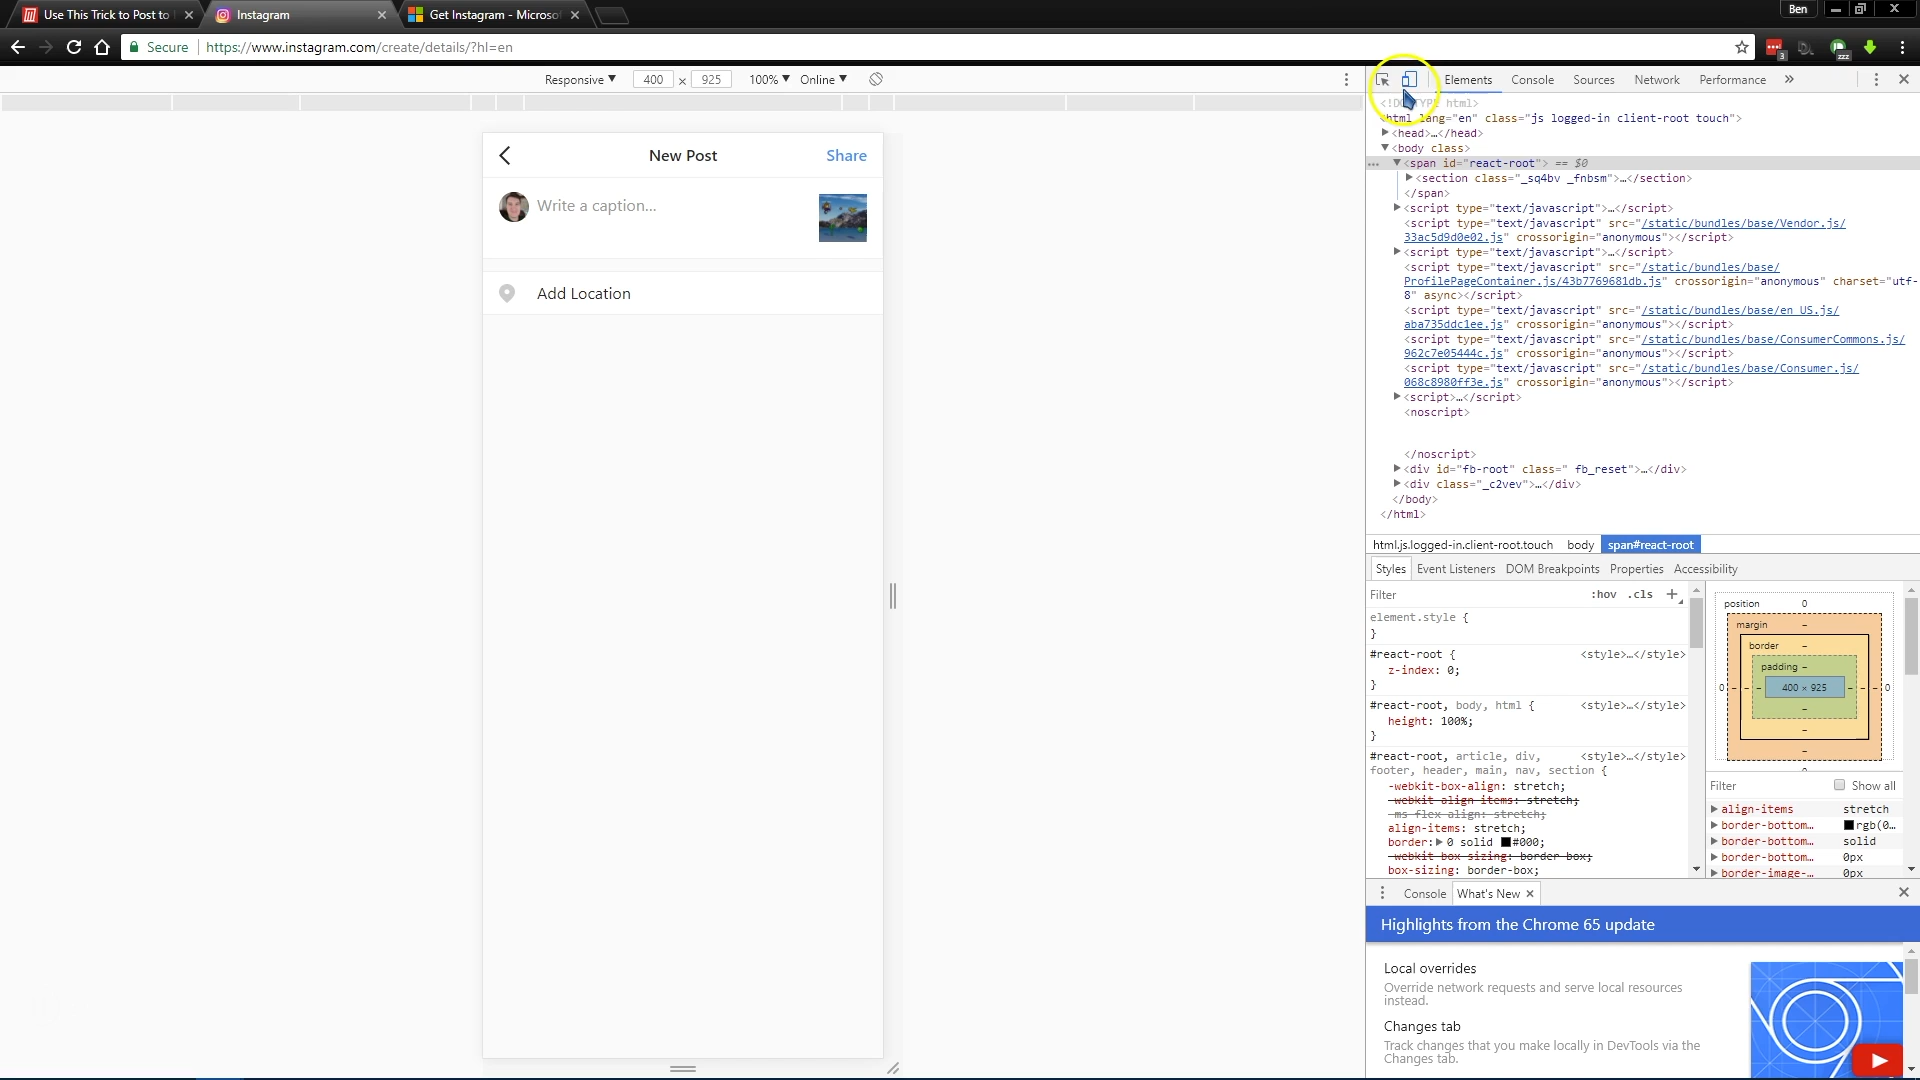 Use This Trick to Post to
Instagram
Get Instagram - Microso
Ben
Secure
https://www.instagram.com/create/details/?hl=en
3
zzz
Responsive
400 x 925
100%
Online
Elements
Console
Sources
Network
Performance
»
<html lang="en" class="js logged-in client-root touch">
<head>…</head>
<body class>
<span id="react-root"> == $0
<section class="_sq4bv _fnbsm">…</section>
</span>
<script type="text/javascript">…</script>
<script type="text/javascript" src="/static/bundles/base/Vendor.js/
33ac5d9d0e02.js" crossorigin="anonymous"></script>
<script type="text/javascript">…</script>
<script type="text/javascript" src="/static/bundles/base/
ProfilePageContainer.js/43b7769681db.js" crossorigin="anonymous" charset="utf-
8" async></script>
<script type="text/javascript" src="/static/bundles/base/en_US.js/
aba735ddc1ee.js" crossorigin="anonymous"></script>
<script type="text/javascript" src="/static/bundles/base/ConsumerCommons.js/
962c7e05444c.js" crossorigin="anonymous"></script>
<script type="text/javascript" src="/static/bundles/base/Consumer.js/
068c8980ff3e.js" crossorigin="anonymous"></script>
<script>…</script>
<noscript>
</noscript>
<div id="fb-root" class=" fb_reset">…</div>
<div class="_c2vev">…</div>
</body>
</html>
New Post
Share
Write a caption...
Add Location
html.js.logged-in.client-root.touch
body
span#react-root
Styles
Event Listeners
DOM Breakpoints
Properties
Accessibility
Filter
:hov
.cls
+
element.style {
}
#react-root { <style>…</style>
z-index: 0;
}
#react-root, body, html { <style>…</style>
height: 100%;
}
#react-root, article, div, <style>…</style>
footer, header, main, nav, section {
-webkit-box-align: stretch;
-webkit-align-items: stretch;
-ms-flex-align: stretch;
align-items: stretch;
border: 0 solid #000;
-webkit-box-sizing: border-box;
box-sizing: border-box;
position 0
margin -
border -
padding -
0 - - - 400 × 925 - - - 0
-
-
-
Filter
Show all
align-items stretch
border-bottom… rgb(0…
border-bottom… solid
border-bottom… 0px
border-image-… 0px
Console
What's New
Highlights from the Chrome 65 update
Local overrides
Override network requests and serve local resources
instead.
Changes tab
Track changes that you make locally in DevTools via the
Changes tab.